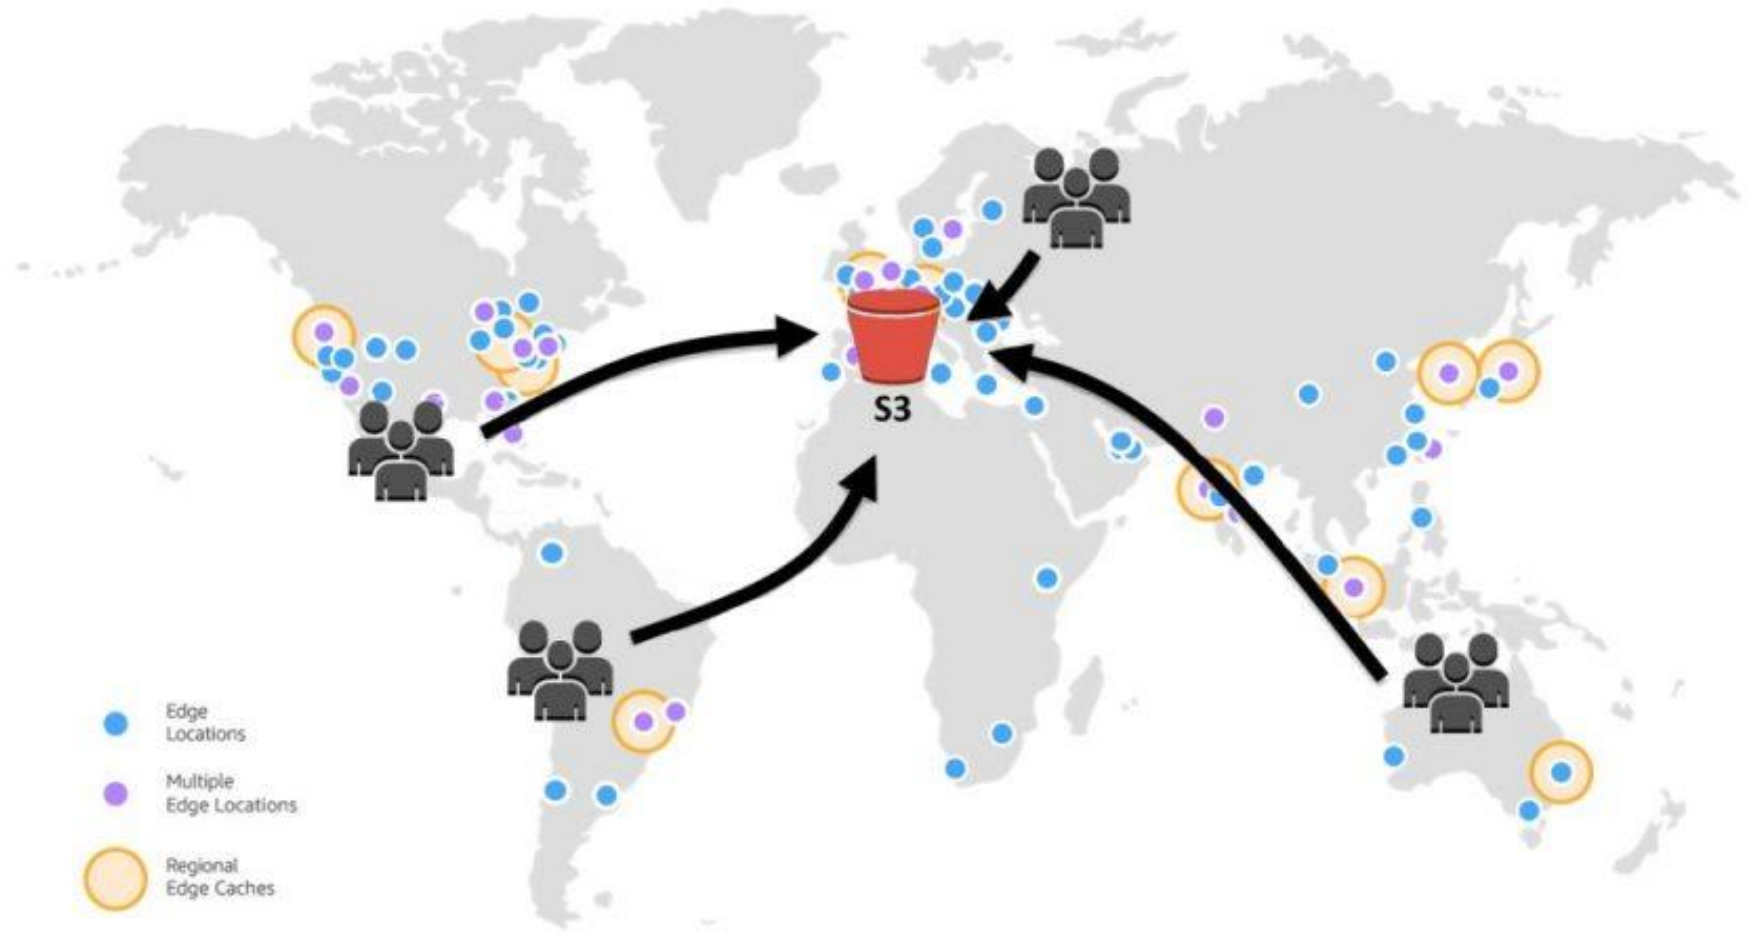 S3
Edge
Locations
Multiple
Edge Locations
Regional
Edge Caches